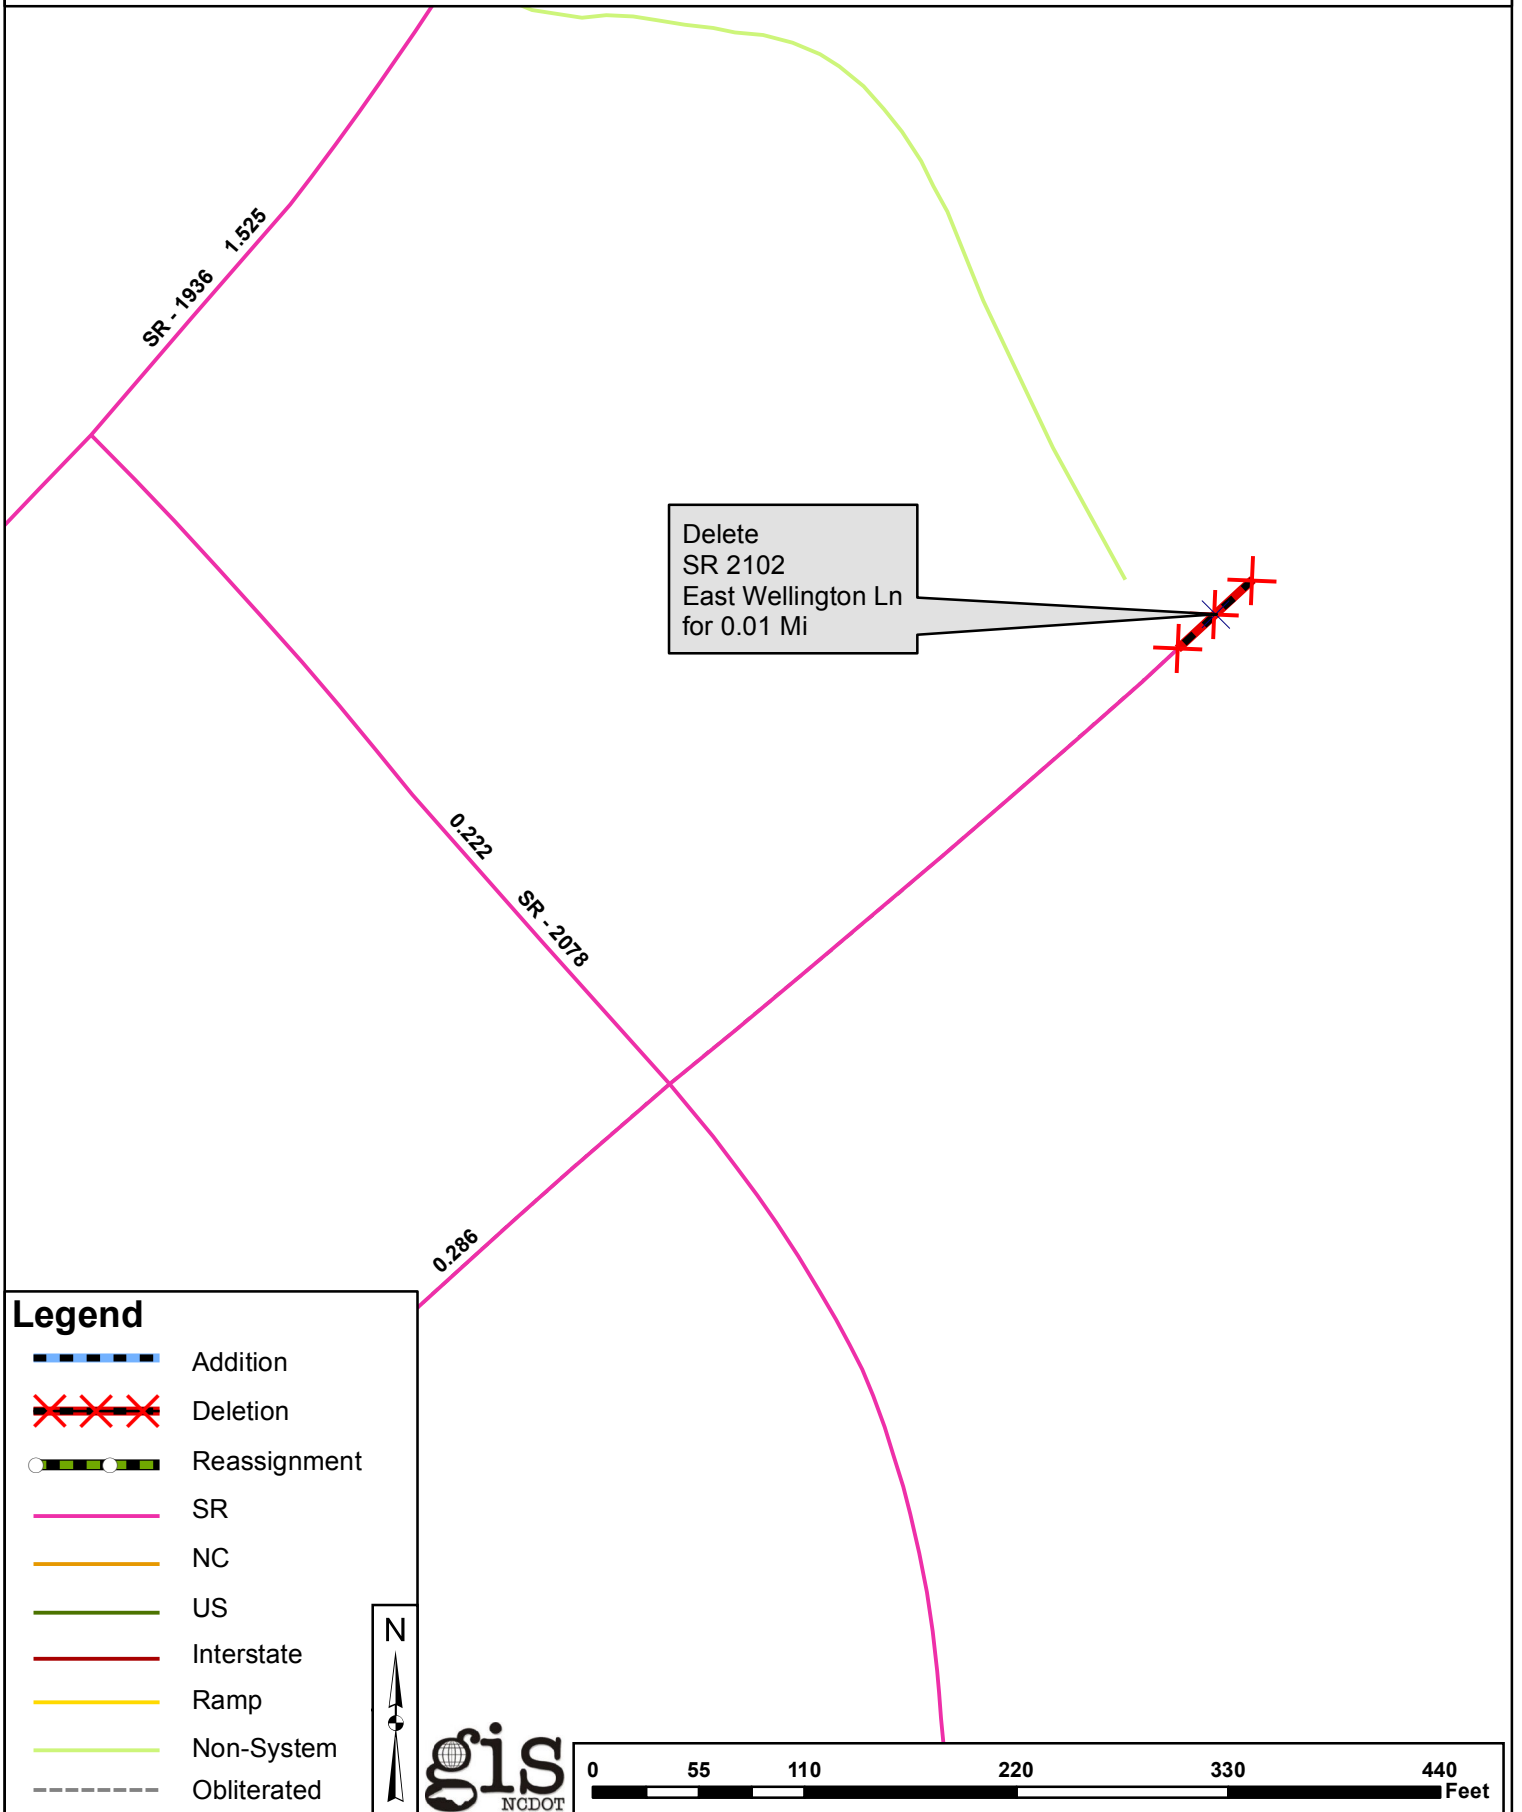 1.525
SR - 1936
Delete
SR 2102
East Wellington Ln
for 0.01 Mi
0.222
SR - 2078
0.286
Legend
Addition
Deletion
Reassignment
SR
NC
US
Interstate
Ramp
Non-System
Obliterated
N
gis
NCDOT
0 55 110 220 330 440
Feet